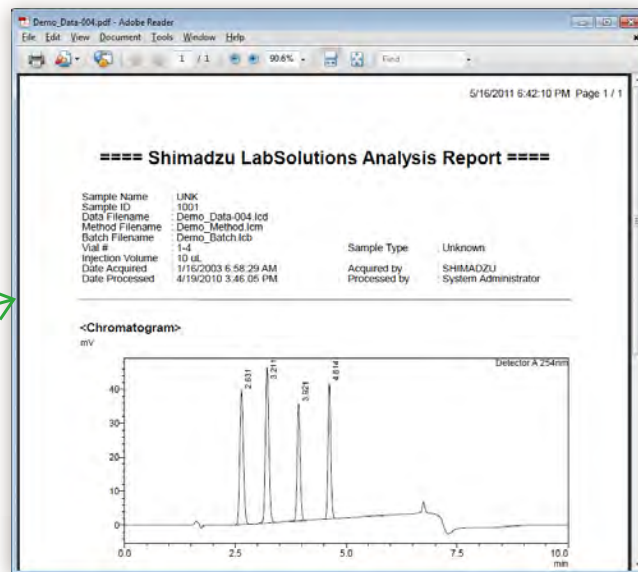 Demo_Data-004.pdf - Adobe Reader
File Edit View Document Tools Window Help
1 / 1 90.6% Find
5/16/2011 6:42:10 PM Page 1 / 1
==== Shimadzu LabSolutions Analysis Report ====
Sample Name : UNK
Sample ID : 1001
Data Filename : Demo_Data-004.lcd
Method Filename : Demo_Method.lcm
Batch Filename : Demo_Batch.lcb
Vial # : 1-4 Sample Type : Unknown
Injection Volume : 10 uL
Date Acquired : 1/16/2003 6:58:29 AM Acquired by : SHIMADZU
Date Processed : 4/19/2010 3:46:05 PM Processed by : System Administrator
<Chromatogram>
mV
Detector A 254nm
2.631 3.211 3.921 4.614
40
30
20
10
0
0.0 2.5 5.0 7.5 10.0
min